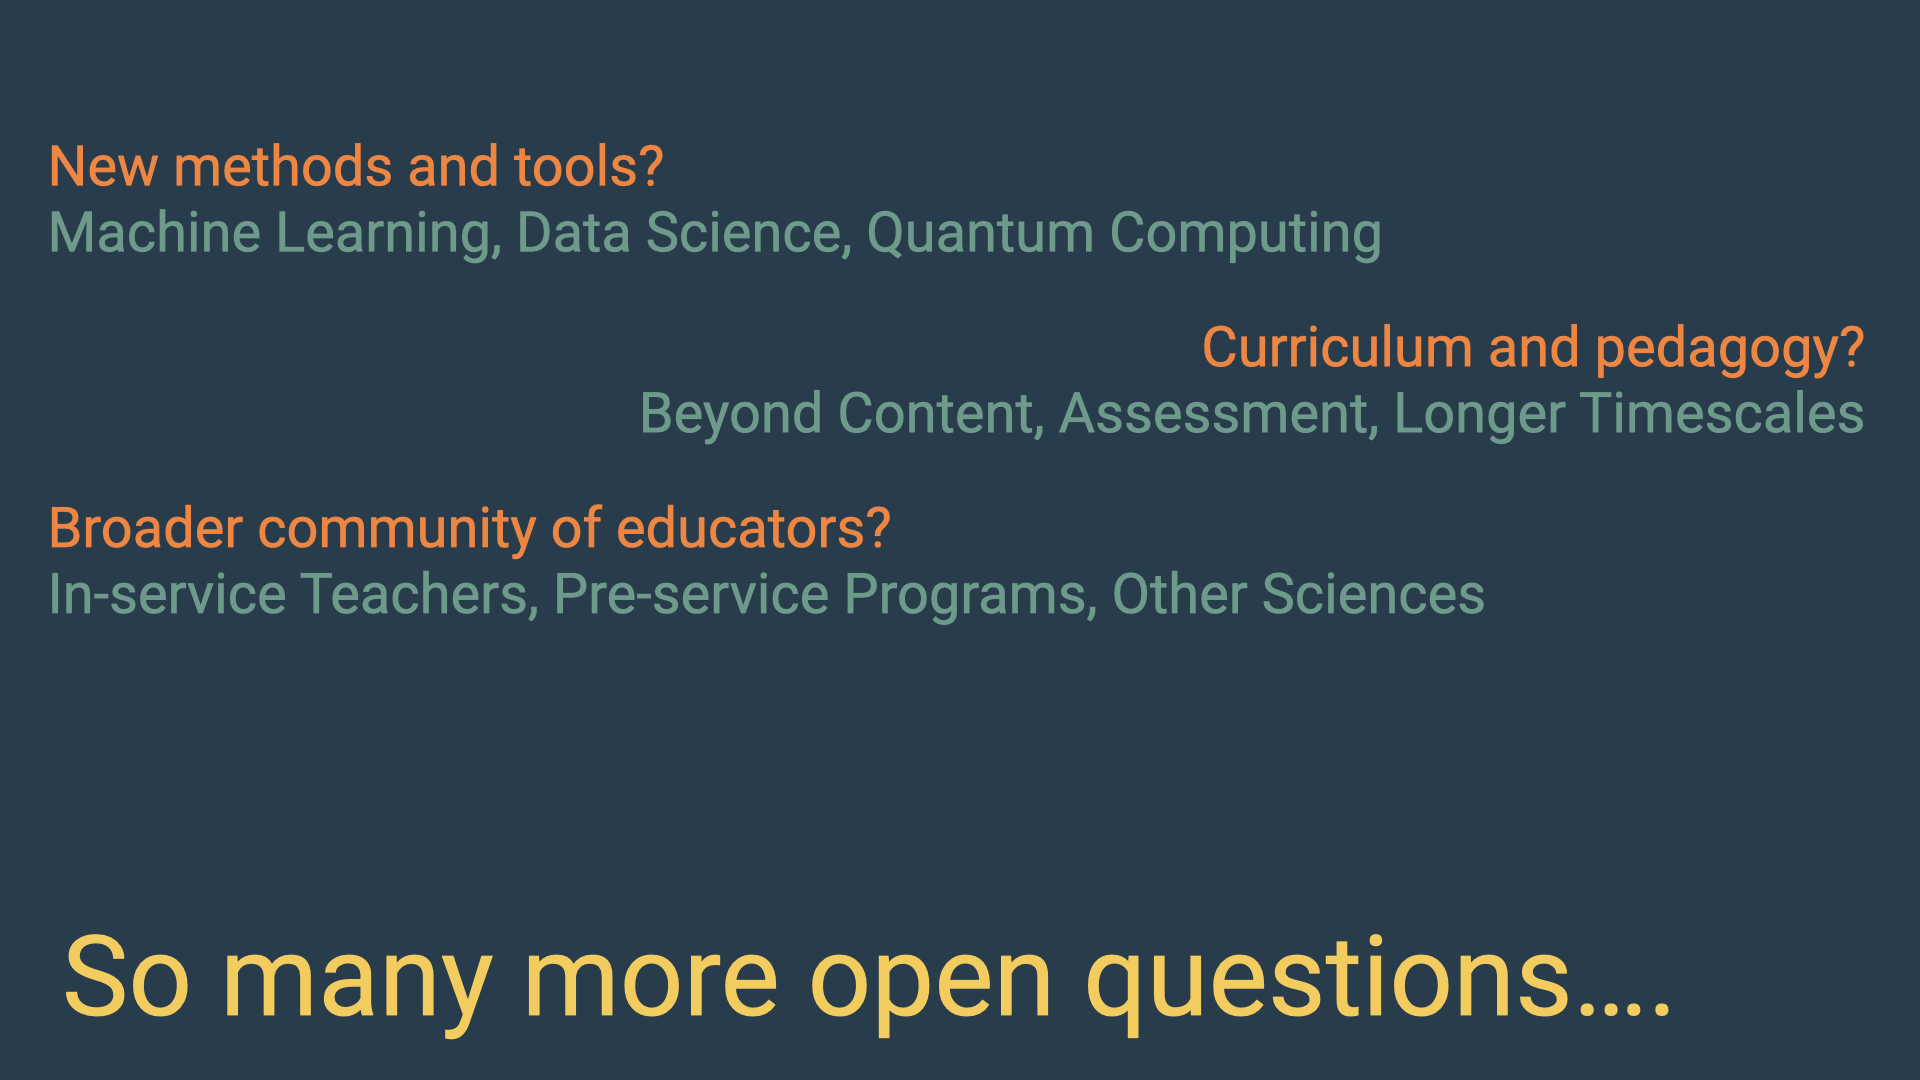 New methods and tools?
Machine Learning, Data Science, Quantum Computing
Curriculum and pedagogy?
Beyond Content, Assessment, Longer Timescales
Broader community of educators?
In-service Teachers, Pre-service Programs, Other Sciences
So many more open questions….